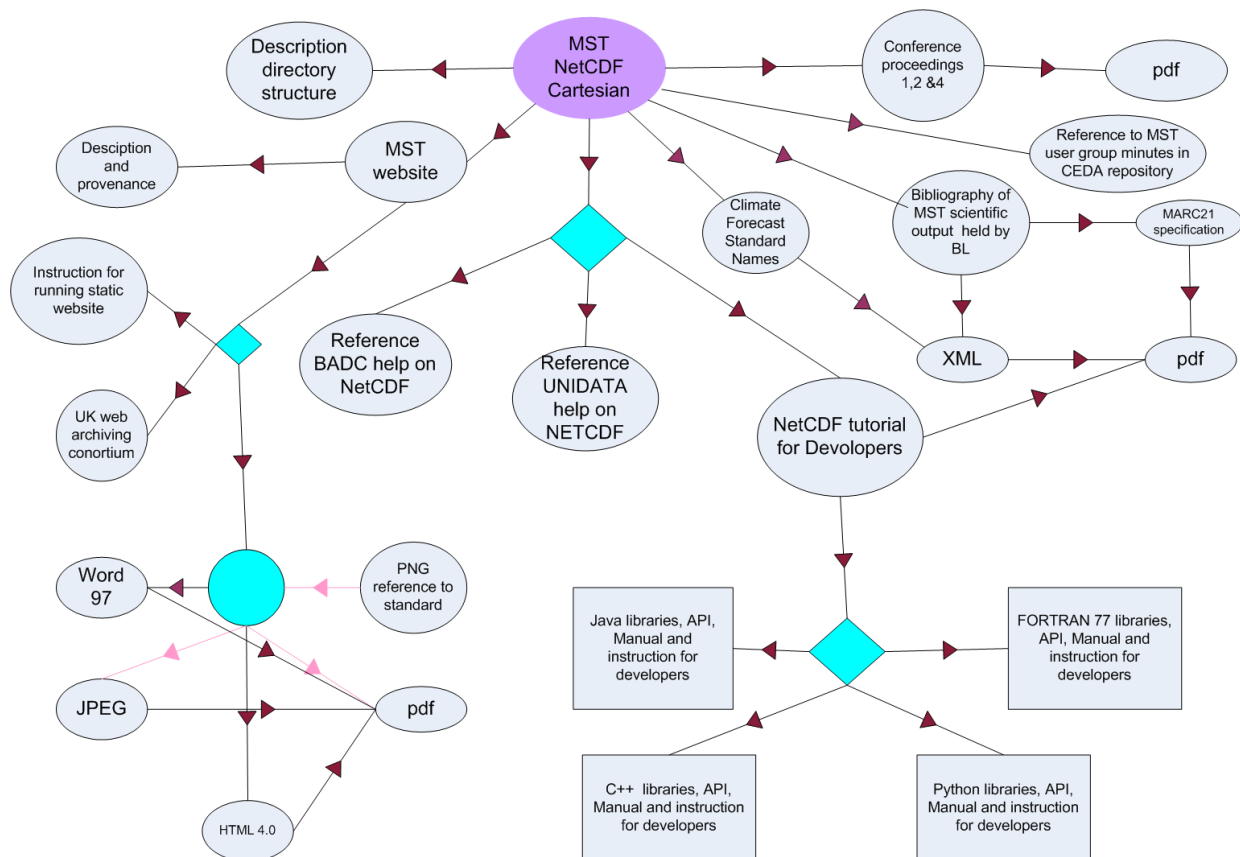 MST
NetCDF
Cartesian
Description
directory
structure
Conference
proceedings
1,2 &4
pdf
Desciption
and
provenance
MST
website
Reference to MST
user group minutes in
CEDA repository
Climate
Forecast
Standard
Names
Bibliography of
MST scientific
output held by
BL
MARC21
specification
Instruction for
running static
website
Reference
BADC help on
NetCDF
Reference
UNIDATA
help on
NETCDF
XML
pdf
UK web
archiving
conortium
NetCDF tutorial
for Devolopers
Word
97
PNG
reference to
standard
JPEG
pdf
HTML 4.0
Java libraries, API,
Manual and
instruction for
developers
FORTRAN 77 libraries,
API, Manual and
instruction for
developers
C++ libraries, API,
Manual and instruction
for developers
Python libraries, API,
Manual and instruction
for developers